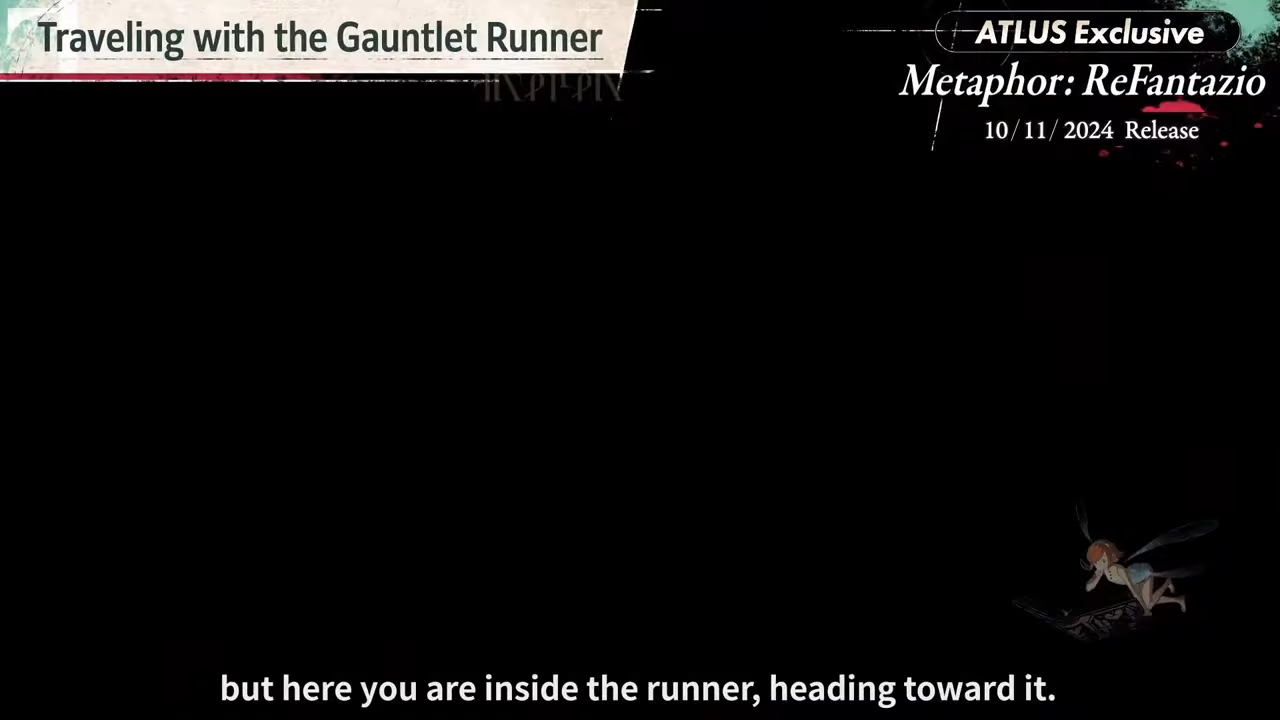 Traveling with the Gauntlet Runner
ATLUS Exclusive
Metaphor: ReFantazio
10/11/2024 Release
but here you are inside the runner, heading toward it.